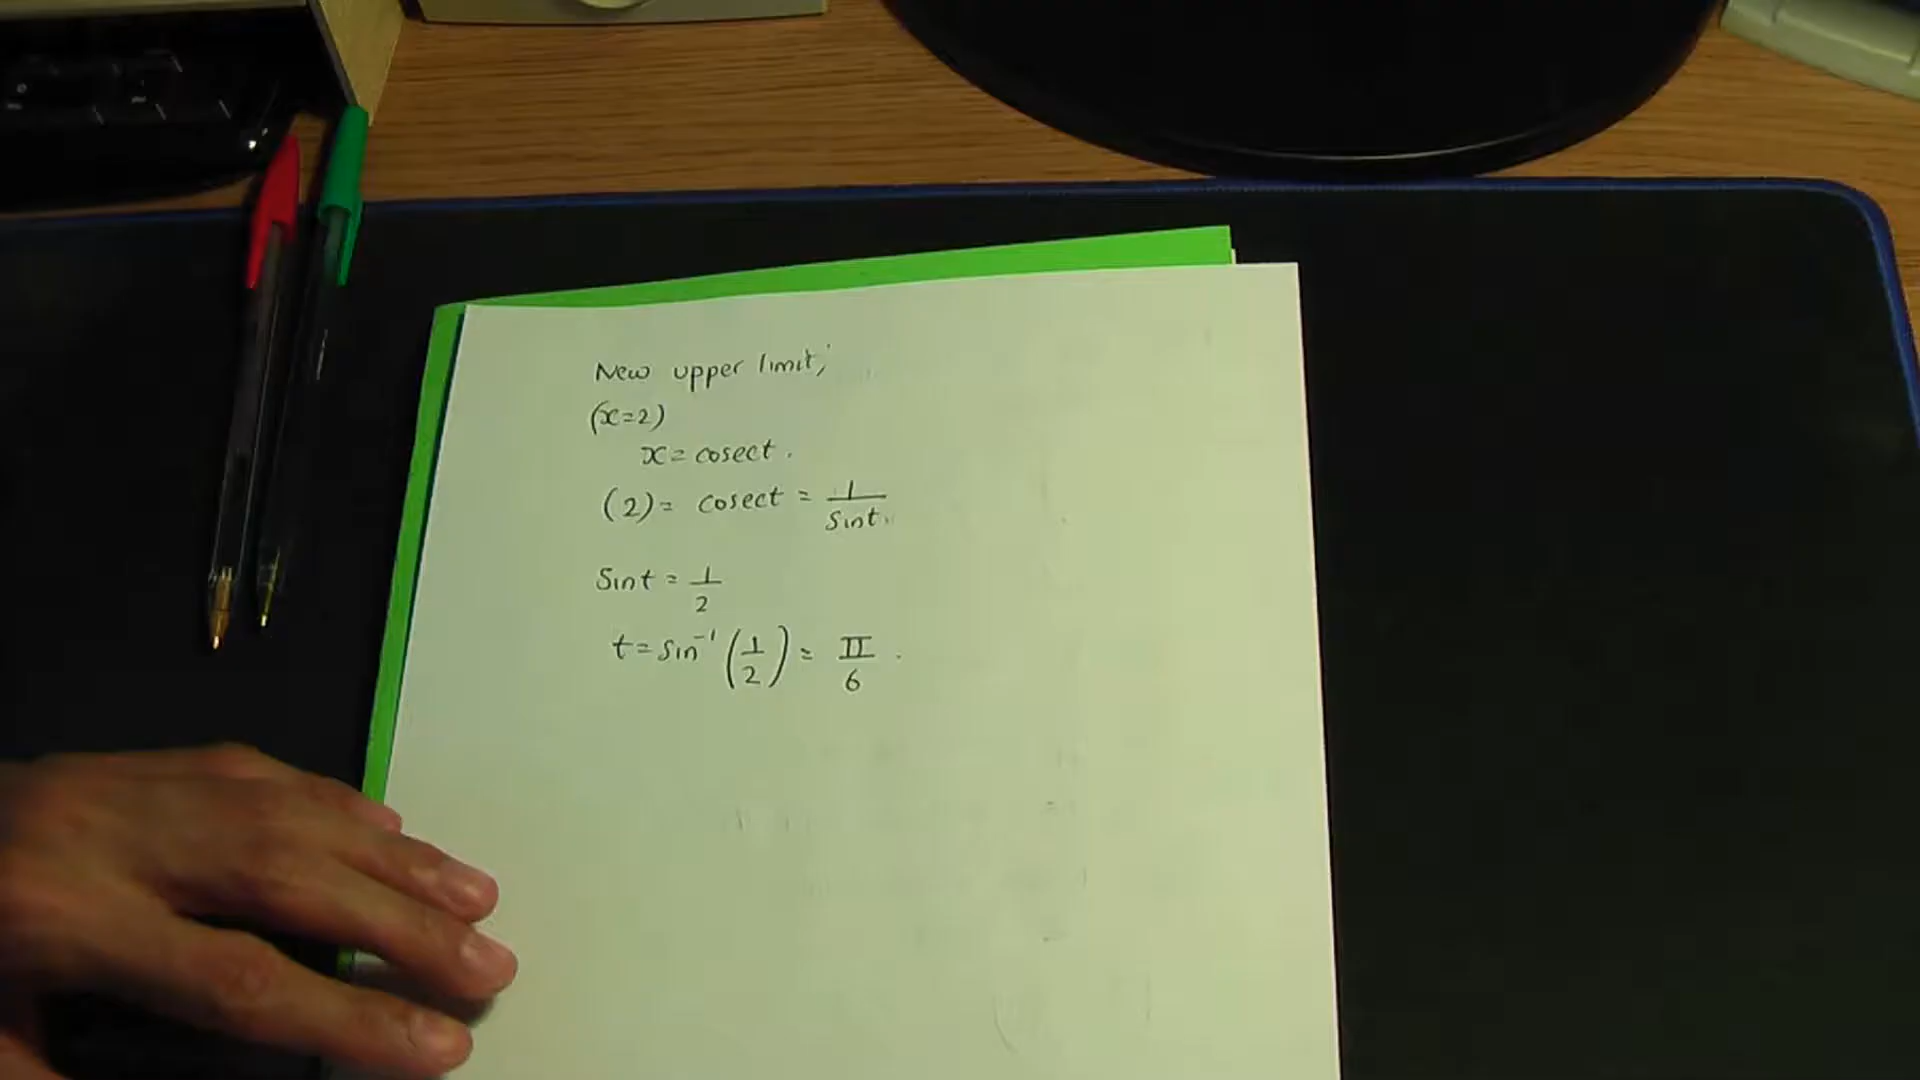 New upper limit;
(x=2)
x = cosect.
(2) = cosect = 1/sint.
sint = 1/2
t = sin⁻¹(1/2) = π/6.